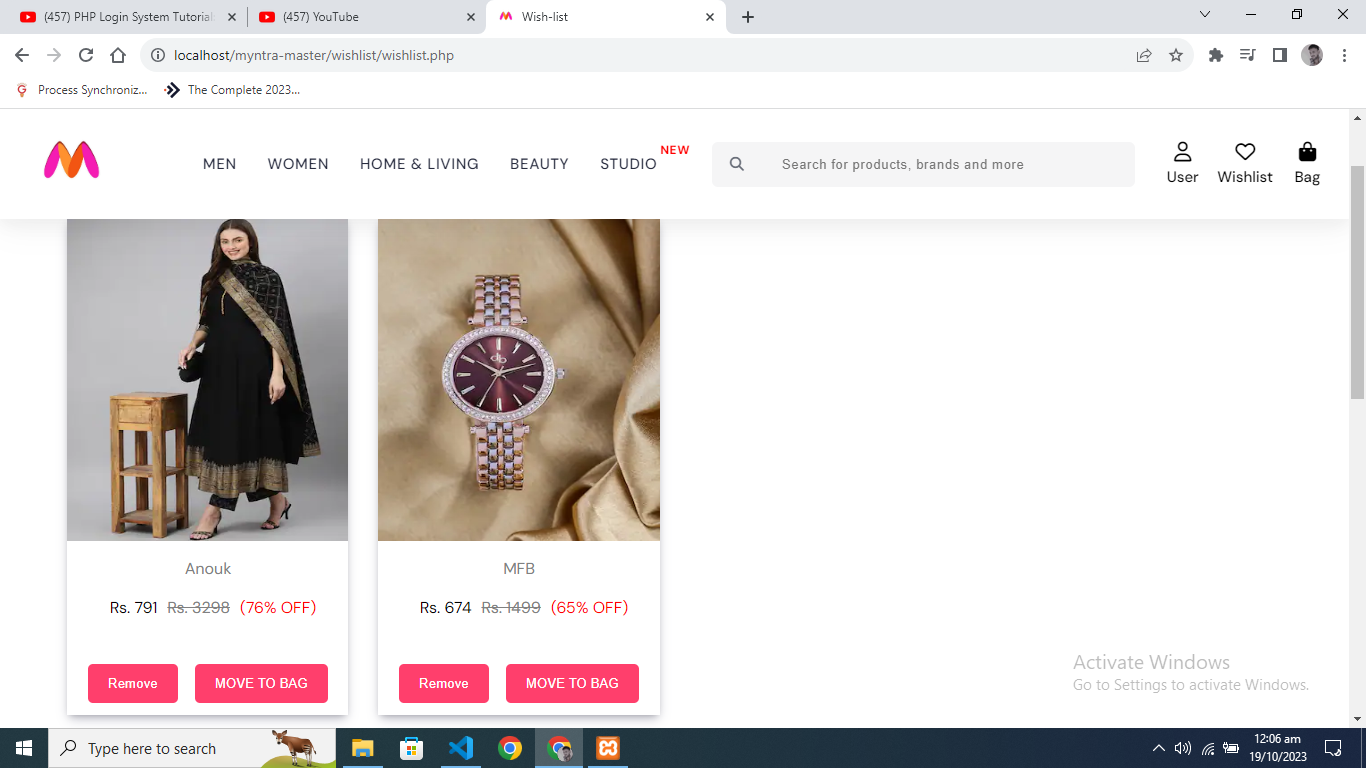 (457) PHP Login System Tutorial
(457) YouTube
Wish-list
localhost/myntra-master/wishlist/wishlist.php
Process Synchroniz...
The Complete 2023...
MEN
WOMEN
HOME & LIVING
BEAUTY
STUDIO
NEW
Search for products, brands and more
User
Wishlist
Bag
Anouk
Rs. 791 Rs. 3298 (76% OFF)
Remove
MOVE TO BAG
MFB
Rs. 674 Rs. 1499 (65% OFF)
Remove
MOVE TO BAG
Activate Windows
Go to Settings to activate Windows.
Type here to search
12:06 am
19/10/2023